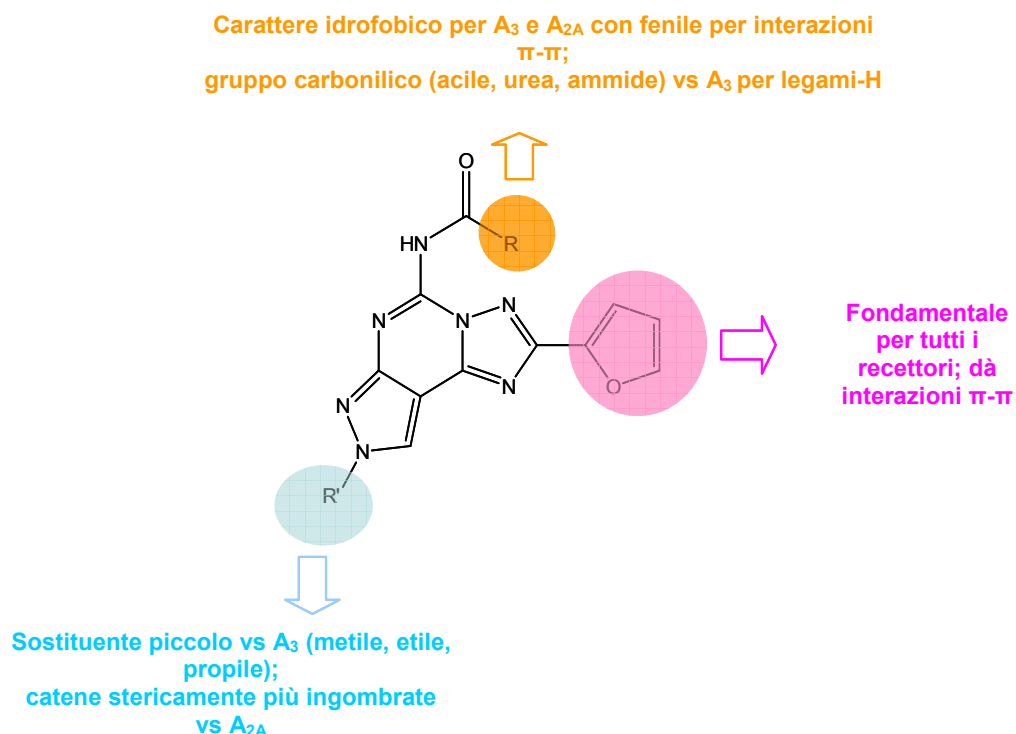 Carattere idrofobico per A3 e A2A con fenile per interazioni
π-π;
gruppo carbonilico (acile, urea, ammide) vs A3 per legami-H
O
HN
R
N
N
N
N
O
N
N
R'
Fondamentale
per tutti i
recettori; dà
interazioni π-π
Sostituente piccolo vs A3 (metile, etile,
propile);
catene stericamente più ingombrate
vs A2A